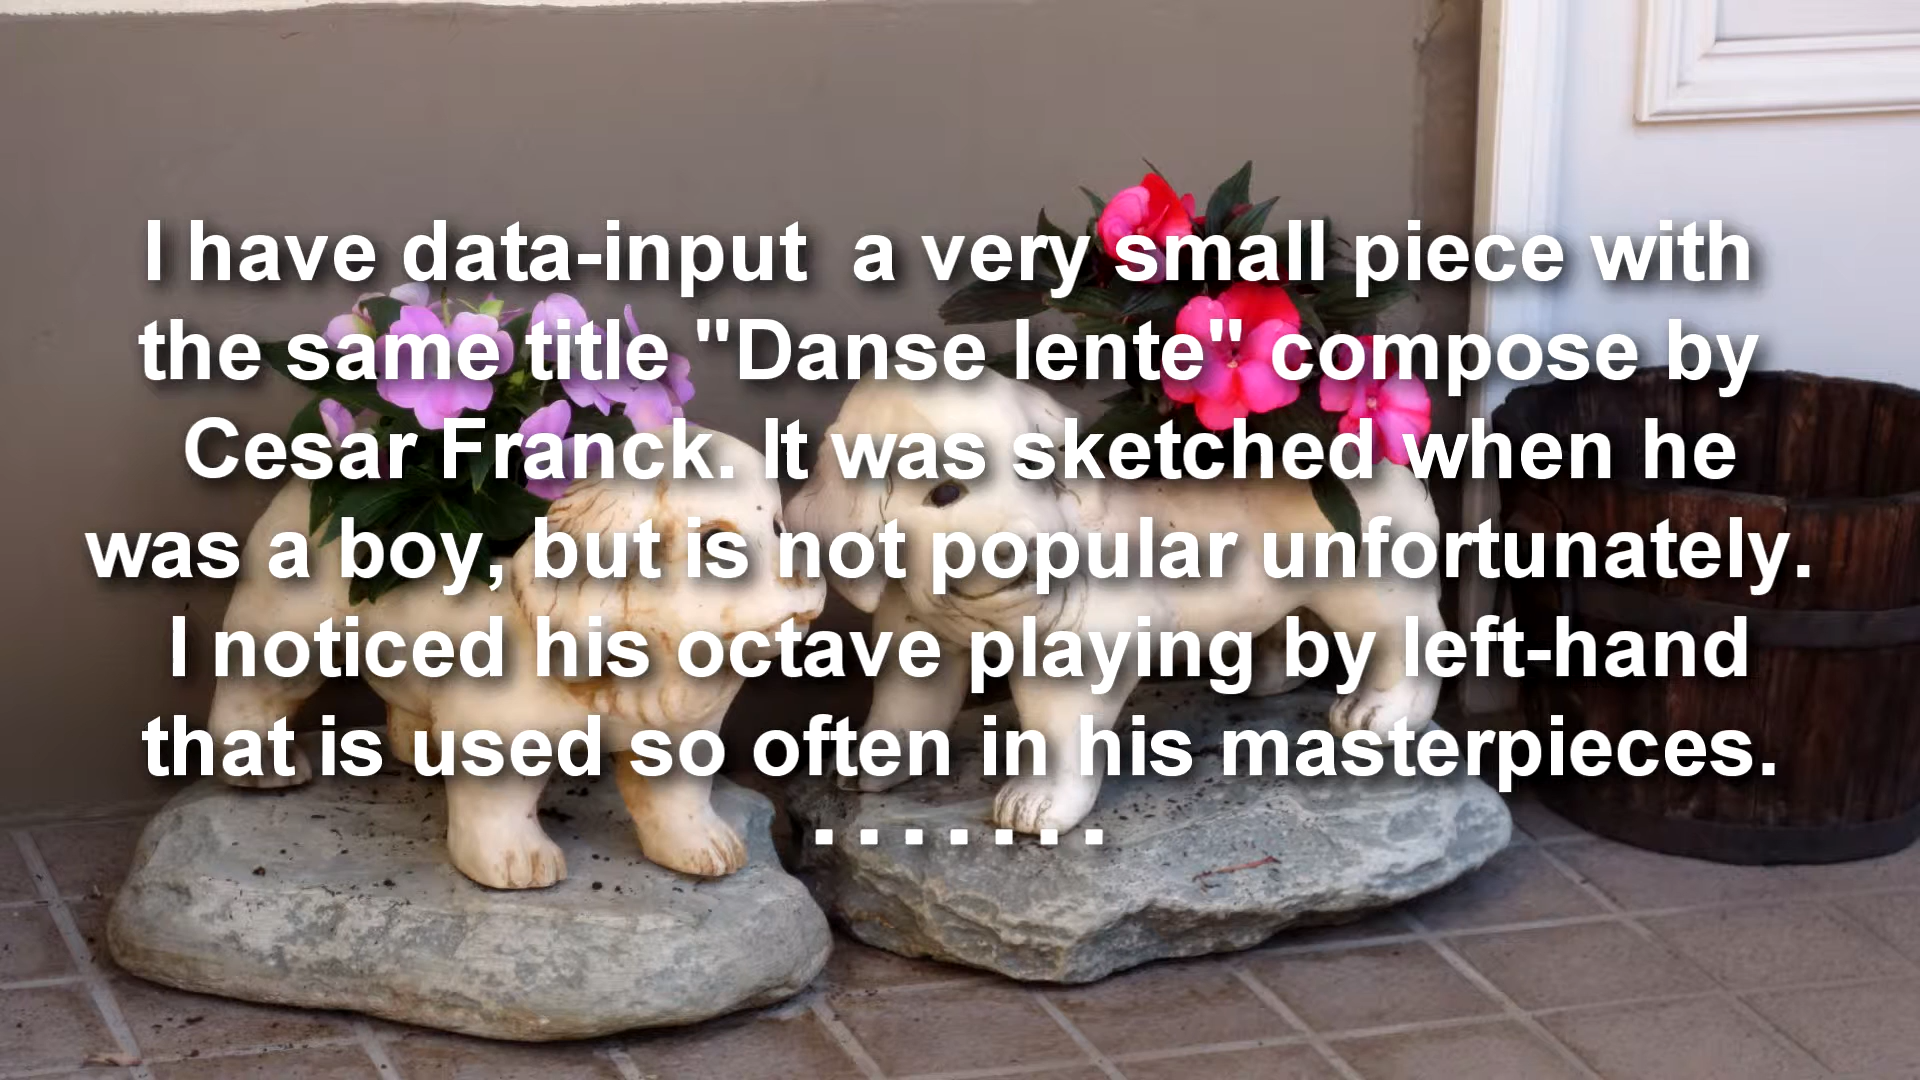 I have data-input  a very small piece with
the same title "Danse lente" compose by
Cesar Franck. It was sketched when he
was a boy, but is not popular unfortunately.
I noticed his octave playing by left-hand
that is used so often in his masterpieces.
. . . . . . .